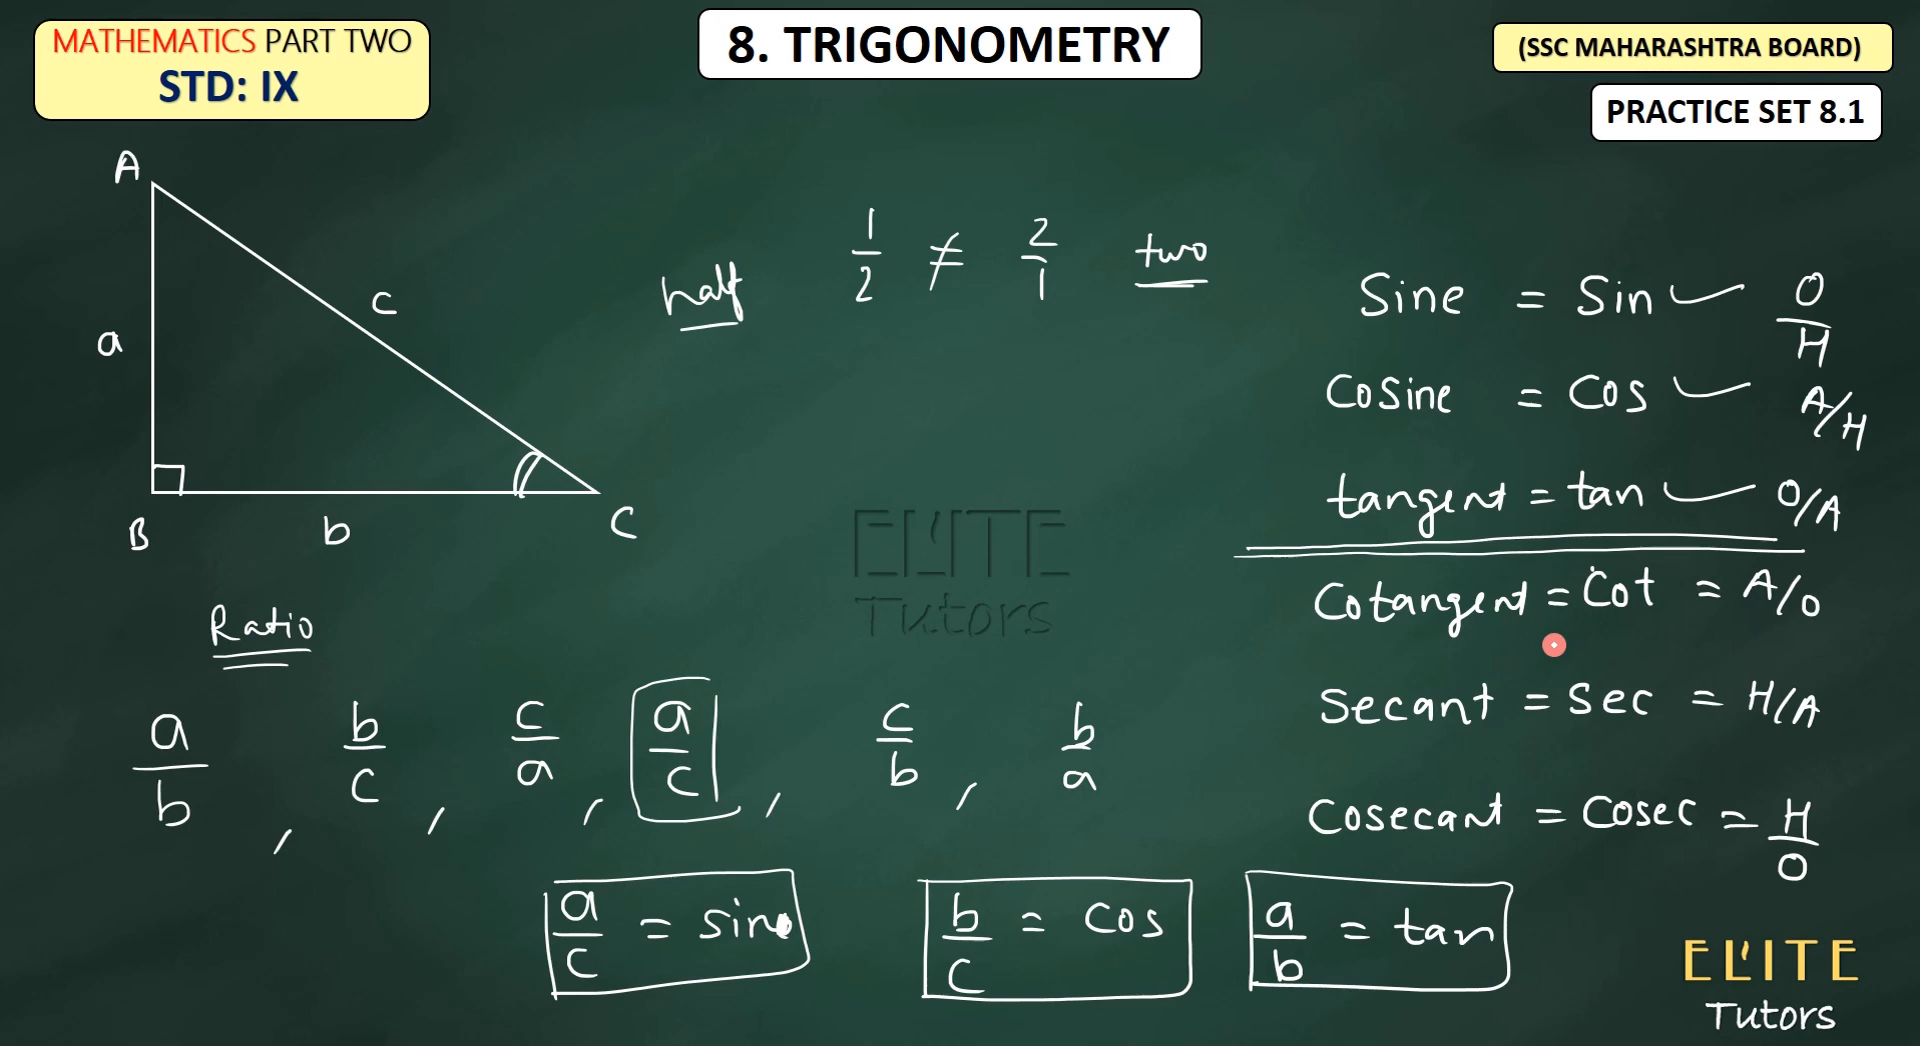 MATHEMATICS PART TWO
STD: IX
8. TRIGONOMETRY
(SSC MAHARASHTRA BOARD)
PRACTICE SET 8.1
A
a
c
B
b
C
half 1/2 ≠ 2/1 two
Sine = Sin O/H
Cosine = Cos A/H
tangent = tan O/A
Cotangent = Cot = A/O
Secant = Sec = H/A
Cosecant = Cosec = H/O
Ratio
a/b , b/c , c/a , a/c , c/b , b/a
a/c = sin
b/c = cos
a/b = tan
ELITE
Tutors
ELITE
Tutors